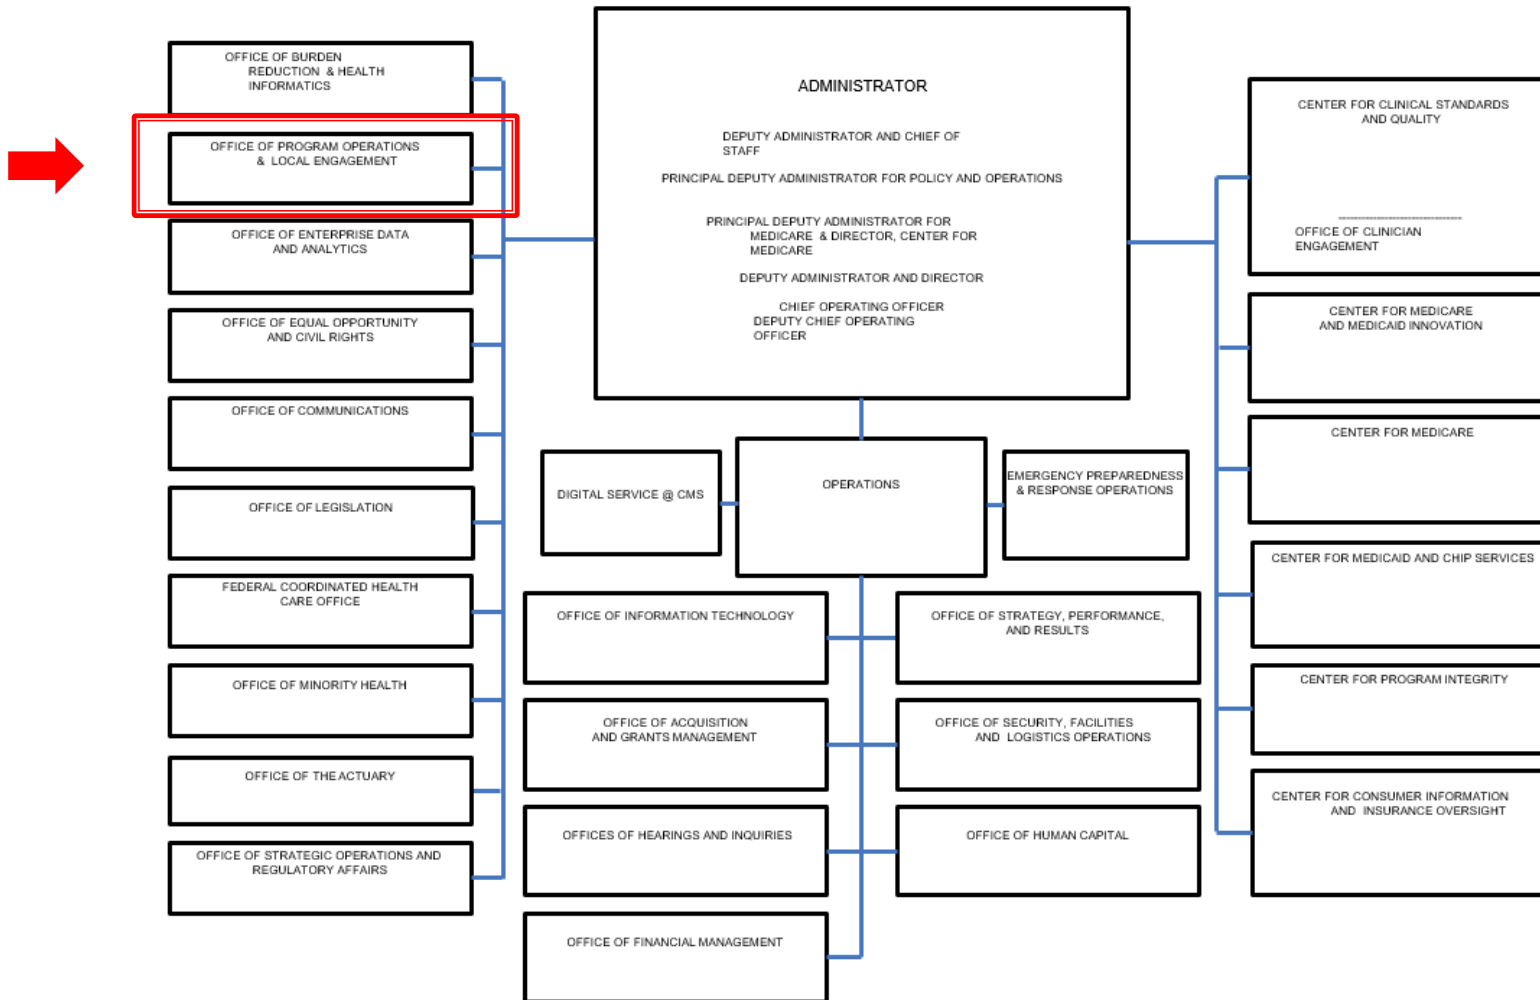 OFFICE OF BURDEN
REDUCTION & HEALTH
INFORMATICS
OFFICE OF PROGRAM OPERATIONS
& LOCAL ENGAGEMENT
OFFICE OF ENTERPRISE DATA
AND ANALYTICS
OFFICE OF EQUAL OPPORTUNITY
AND CIVIL RIGHTS
OFFICE OF COMMUNICATIONS
OFFICE OF LEGISLATION
FEDERAL COORDINATED HEALTH
CARE OFFICE
OFFICE OF MINORITY HEALTH
OFFICE OF THE ACTUARY
OFFICE OF STRATEGIC OPERATIONS AND
REGULATORY AFFAIRS
ADMINISTRATOR
DEPUTY ADMINISTRATOR AND CHIEF OF
STAFF
PRINCIPAL DEPUTY ADMINISTRATOR FOR POLICY AND OPERATIONS
PRINCIPAL DEPUTY ADMINISTRATOR FOR
MEDICARE & DIRECTOR, CENTER FOR
MEDICARE
DEPUTY ADMINISTRATOR AND DIRECTOR
CHIEF OPERATING OFFICER
DEPUTY CHIEF OPERATING
OFFICER
DIGITAL SERVICE @ CMS
OPERATIONS
EMERGENCY PREPAREDNESS
& RESPONSE OPERATIONS
OFFICE OF INFORMATION TECHNOLOGY
OFFICE OF STRATEGY, PERFORMANCE,
AND RESULTS
OFFICE OF ACQUISITION
AND GRANTS MANAGEMENT
OFFICE OF SECURITY, FACILITIES
AND LOGISTICS OPERATIONS
OFFICES OF HEARINGS AND INQUIRIES
OFFICE OF HUMAN CAPITAL
OFFICE OF FINANCIAL MANAGEMENT
CENTER FOR CLINICAL STANDARDS
AND QUALITY
OFFICE OF CLINICIAN
ENGAGEMENT
CENTER FOR MEDICARE
AND MEDICAID INNOVATION
CENTER FOR MEDICARE
CENTER FOR MEDICAID AND CHIP SERVICES
CENTER FOR PROGRAM INTEGRITY
CENTER FOR CONSUMER INFORMATION
AND INSURANCE OVERSIGHT